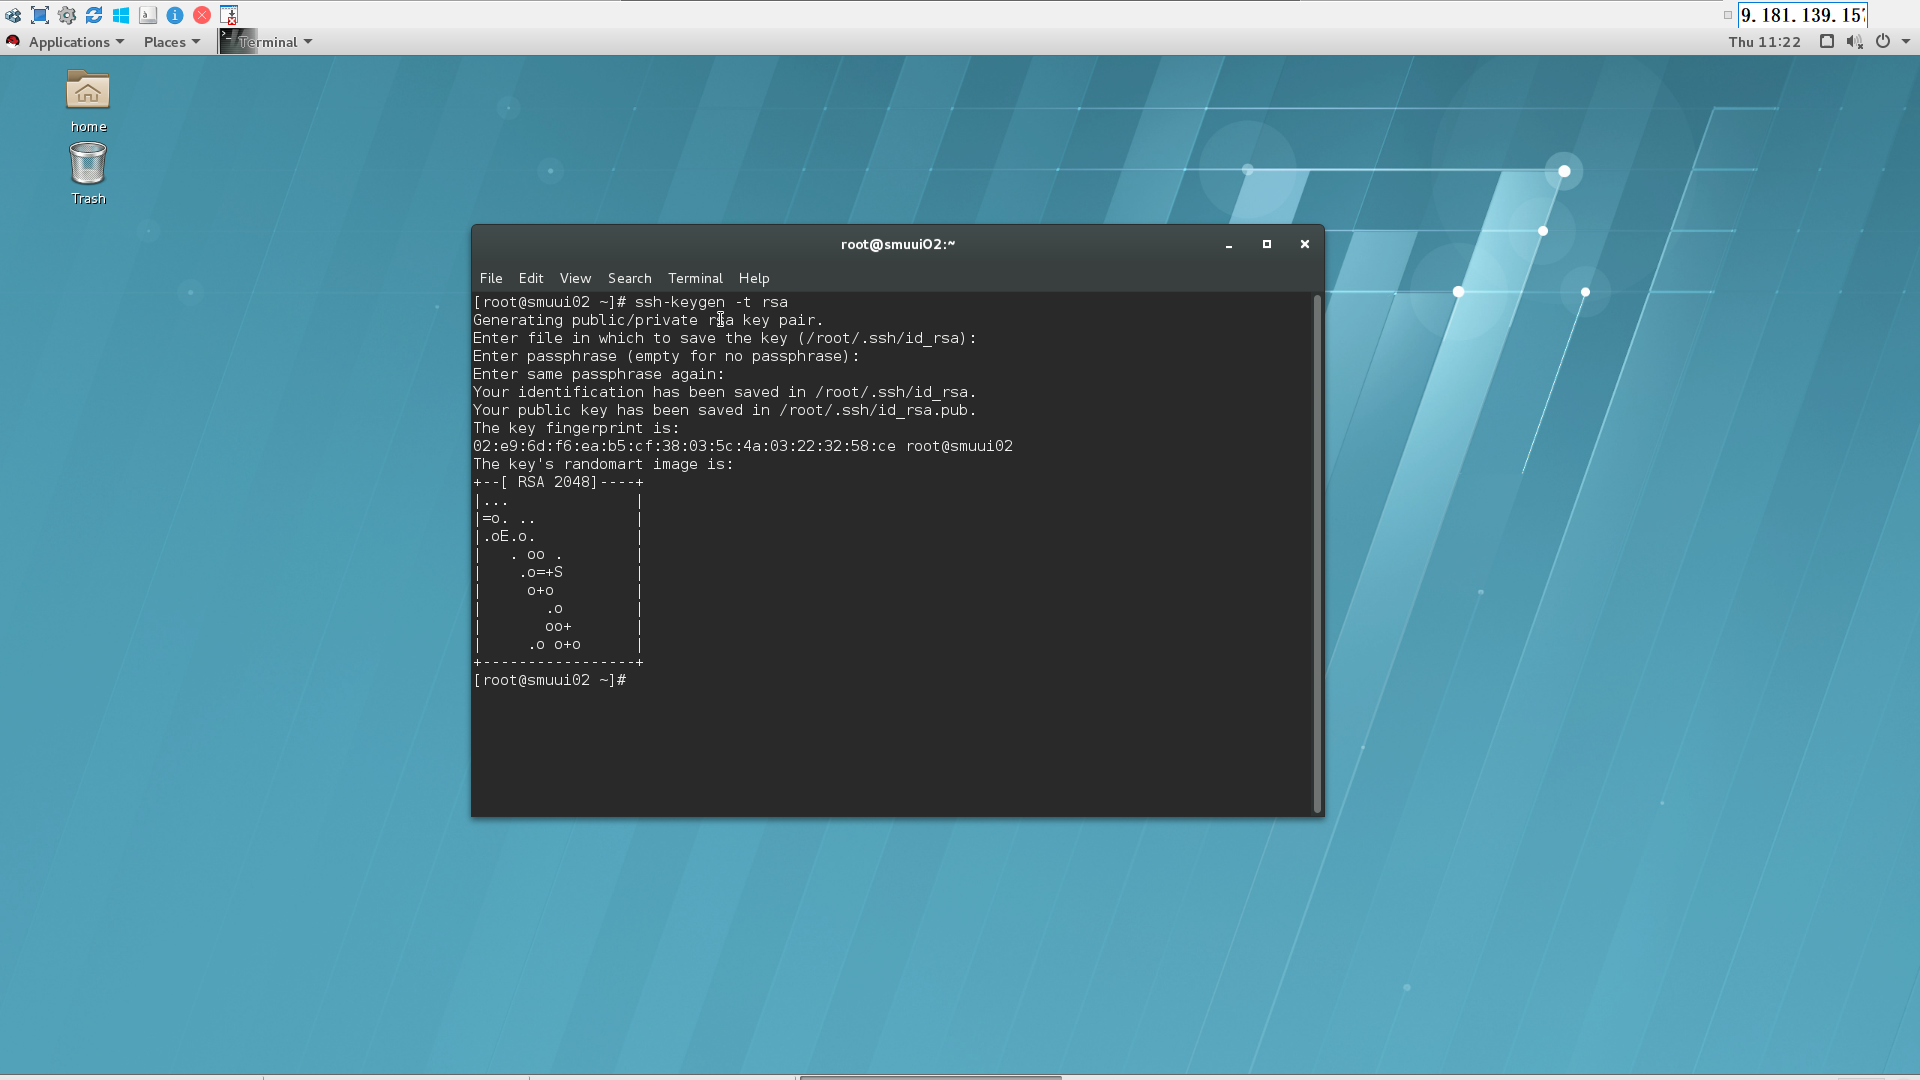 9.181.139.157
Applications Places Terminal Thu 11:22
home
Trash
root@smuui02:~
File Edit View Search Terminal Help
[root@smuui02 ~]# ssh-keygen -t rsa
Generating public/private rsa key pair.
Enter file in which to save the key (/root/.ssh/id_rsa):
Enter passphrase (empty for no passphrase):
Enter same passphrase again:
Your identification has been saved in /root/.ssh/id_rsa.
Your public key has been saved in /root/.ssh/id_rsa.pub.
The key fingerprint is:
02:e9:6d:f6:ea:b5:cf:38:03:5c:4a:03:22:32:58:ce root@smuui02
The key's randomart image is:
+--[ RSA 2048]----+
|...              |
|=o. ..           |
|.oE.o.           |
|   . oo .        |
|    .o=+S        |
|     o+o         |
|       .o        |
|       oo+       |
|     .o o+o      |
+-----------------+
[root@smuui02 ~]#